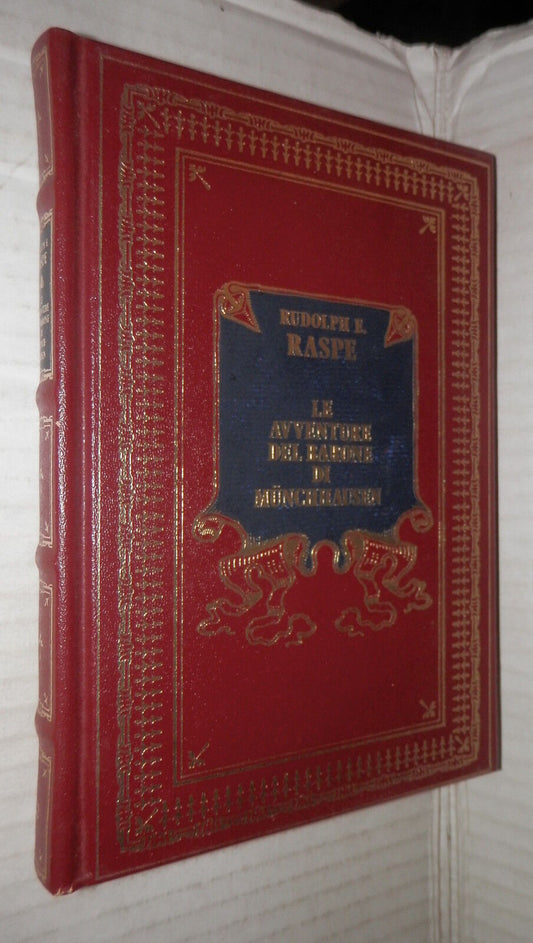 RUDOLPH E.
RASPE
LE
AVVENTURE
DEL BARONE
DI
MÜNCHHAUSEN